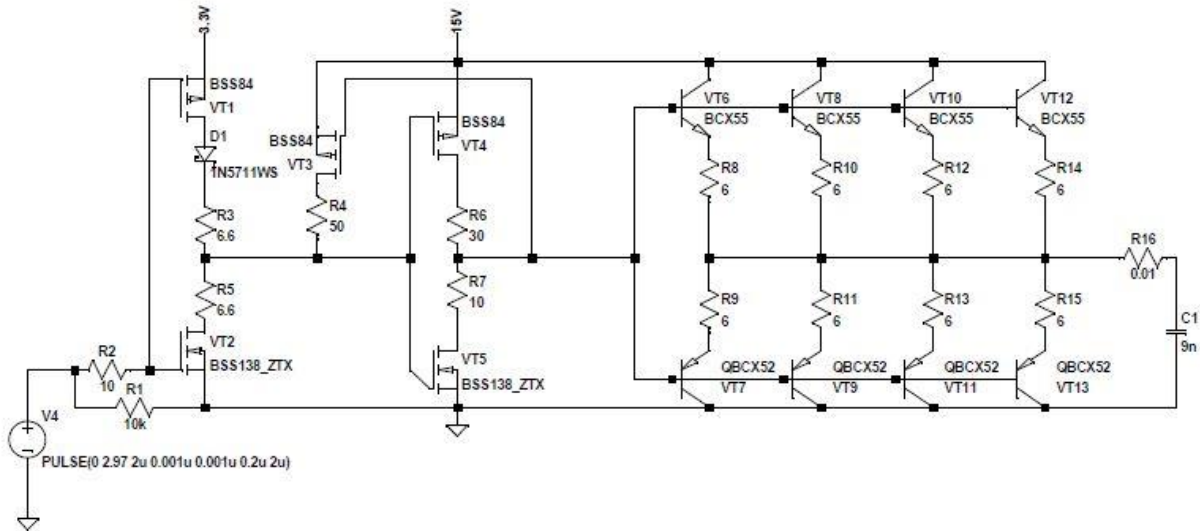 3.3V
15V
BSS84
VT1
D1
1N5711WS
R3
6.6
R5
6.6
VT2
BSS138_ZTX
R2
10
R1
10k
V4
PULSE(0 2.97 2u 0.001u 0.001u 0.2u 2u)
BSS84
VT3
R4
50
BSS84
VT4
R6
30
R7
10
VT5
BSS138_ZTX
VT6
BCX55
VT8
BCX55
VT10
BCX55
VT12
BCX55
R8
6
R10
6
R12
6
R14
6
R9
6
R11
6
R13
6
R15
6
QBCX52
VT7
QBCX52
VT9
QBCX52
VT11
QBCX52
VT13
R16
0.01
C1
9n